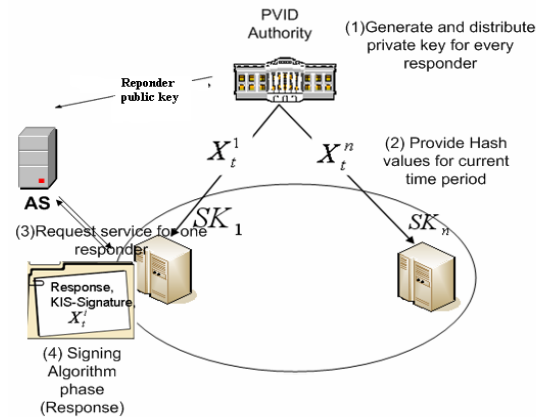 PVID
Authority
(1)Generate and distribute
private key for every
responder
Reponder
public key
X_t^1
X_t^n
(2) Provide Hash
values for current
time period
AS
SK_1
SK_n
(3)Request service for one
responder
Response,
KIS-Signature,
X_t^i
(4) Signing
Algorithm
phase
(Response)